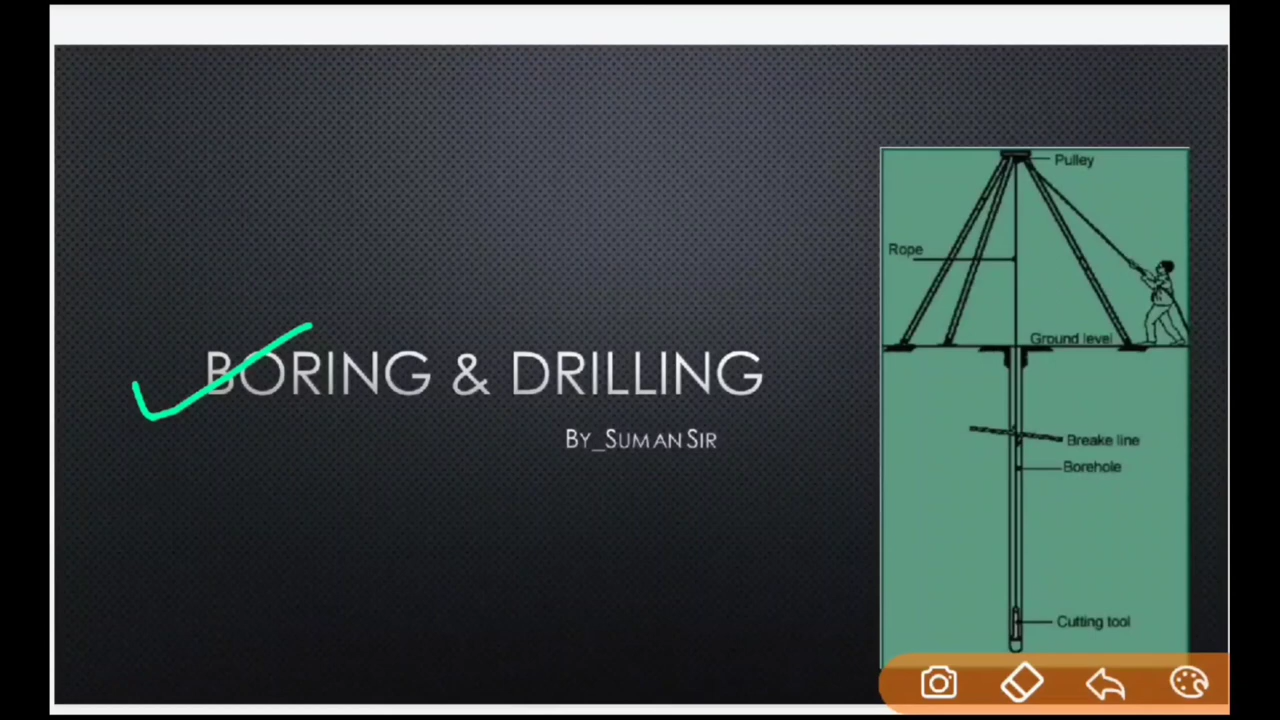 BORING & DRILLING
BY_SUMAN SIR
Pulley
Rope
Ground level
Breake line
Borehole
Cutting tool